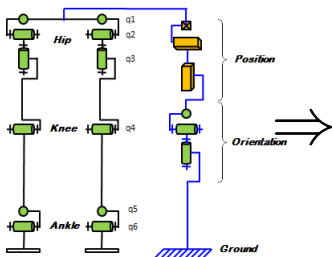 q1
Hip q2
q3
Position
Knee q4
Orientation
q5
Ankle q6
Ground